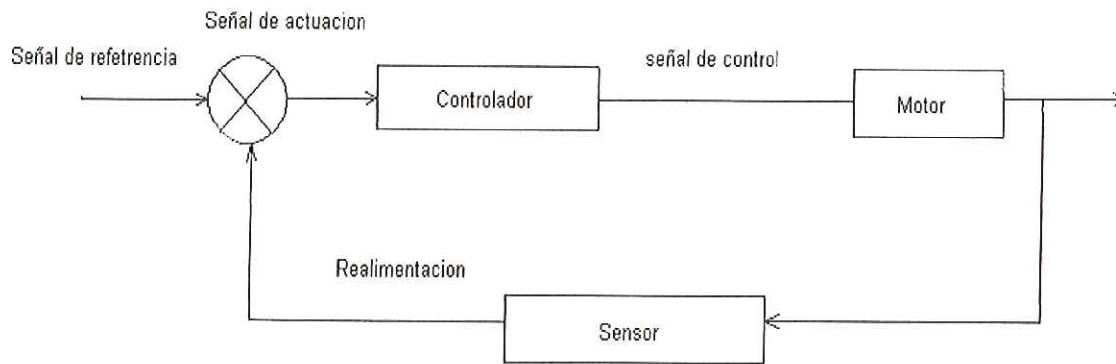 Señal de actuacion
Señal de refetrencia
señal de control
Controlador
Motor
Realimentacion
Sensor